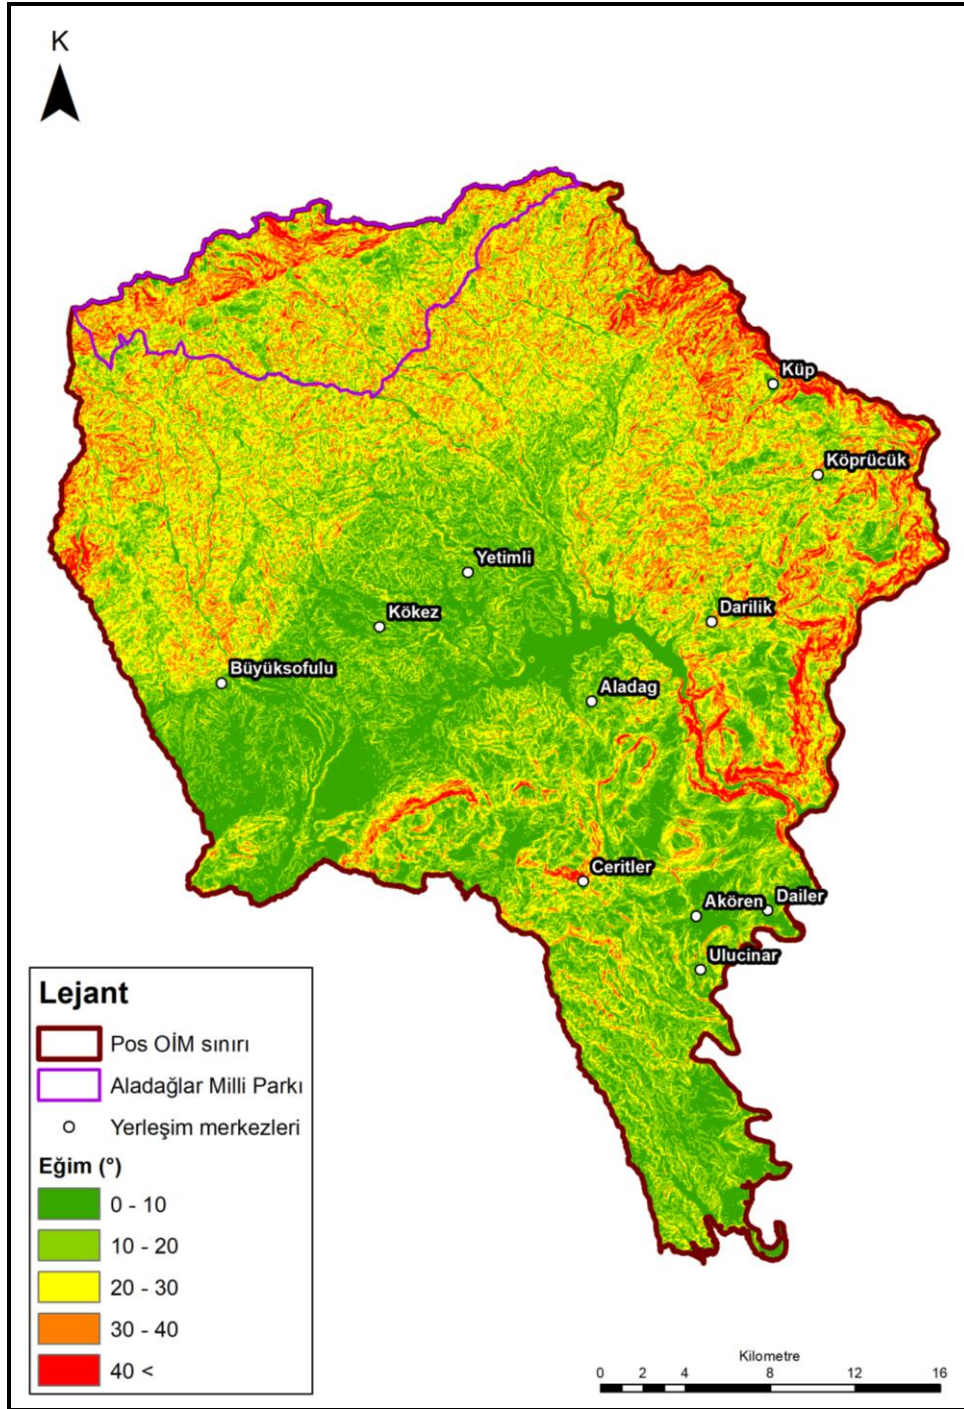 K
Küp
Köprücük
Yetimli
Kökez
Darilik
Büyüksofulu
Aladag
Ceritler
Akören
Dailer
Ulucinar
Lejant
Pos OİM sınırı
Aladağlar Milli Parkı
Yerleşim merkezleri
Eğim (°)
0 - 10
10 - 20
20 - 30
30 - 40
40 <
Kilometre
0 2 4 8 12 16